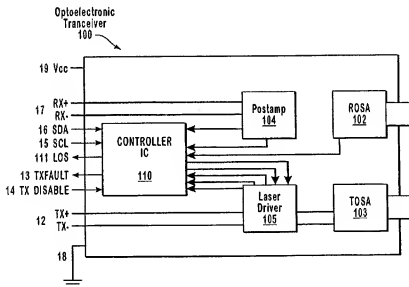 Optoelectronic
Tranceiver
100
19 Vcc
17
RX+
RX-
16 SDA
15 SCL
111 LOS
13 TXFAULT
14 TX DISABLE
12
TX+
TX-
18
CONTROLLER
IC
110
Postamp
104
ROSA
102
Laser
Driver
105
TOSA
103